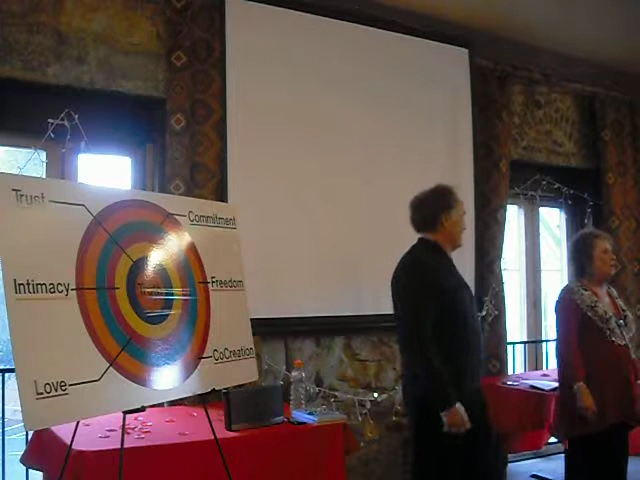 Trust
Commitment
Intimacy
Freedom
CoCreation
Love